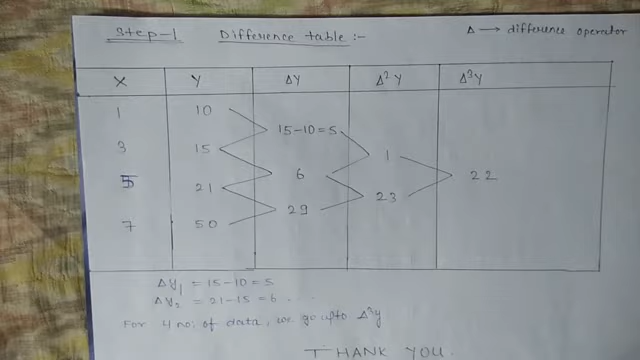 Step-1 Difference table :- Δ → difference operator
X Y ΔY Δ²Y Δ³Y
1 10
15-10=5
3 15 1
5 6 22
21 23
29
7 50
ΔY₁ = 15-10 = 5
ΔY₂ = 21-15 = 6 ....
For 4 no. of data, we go upto Δ³y
THANK YOU.